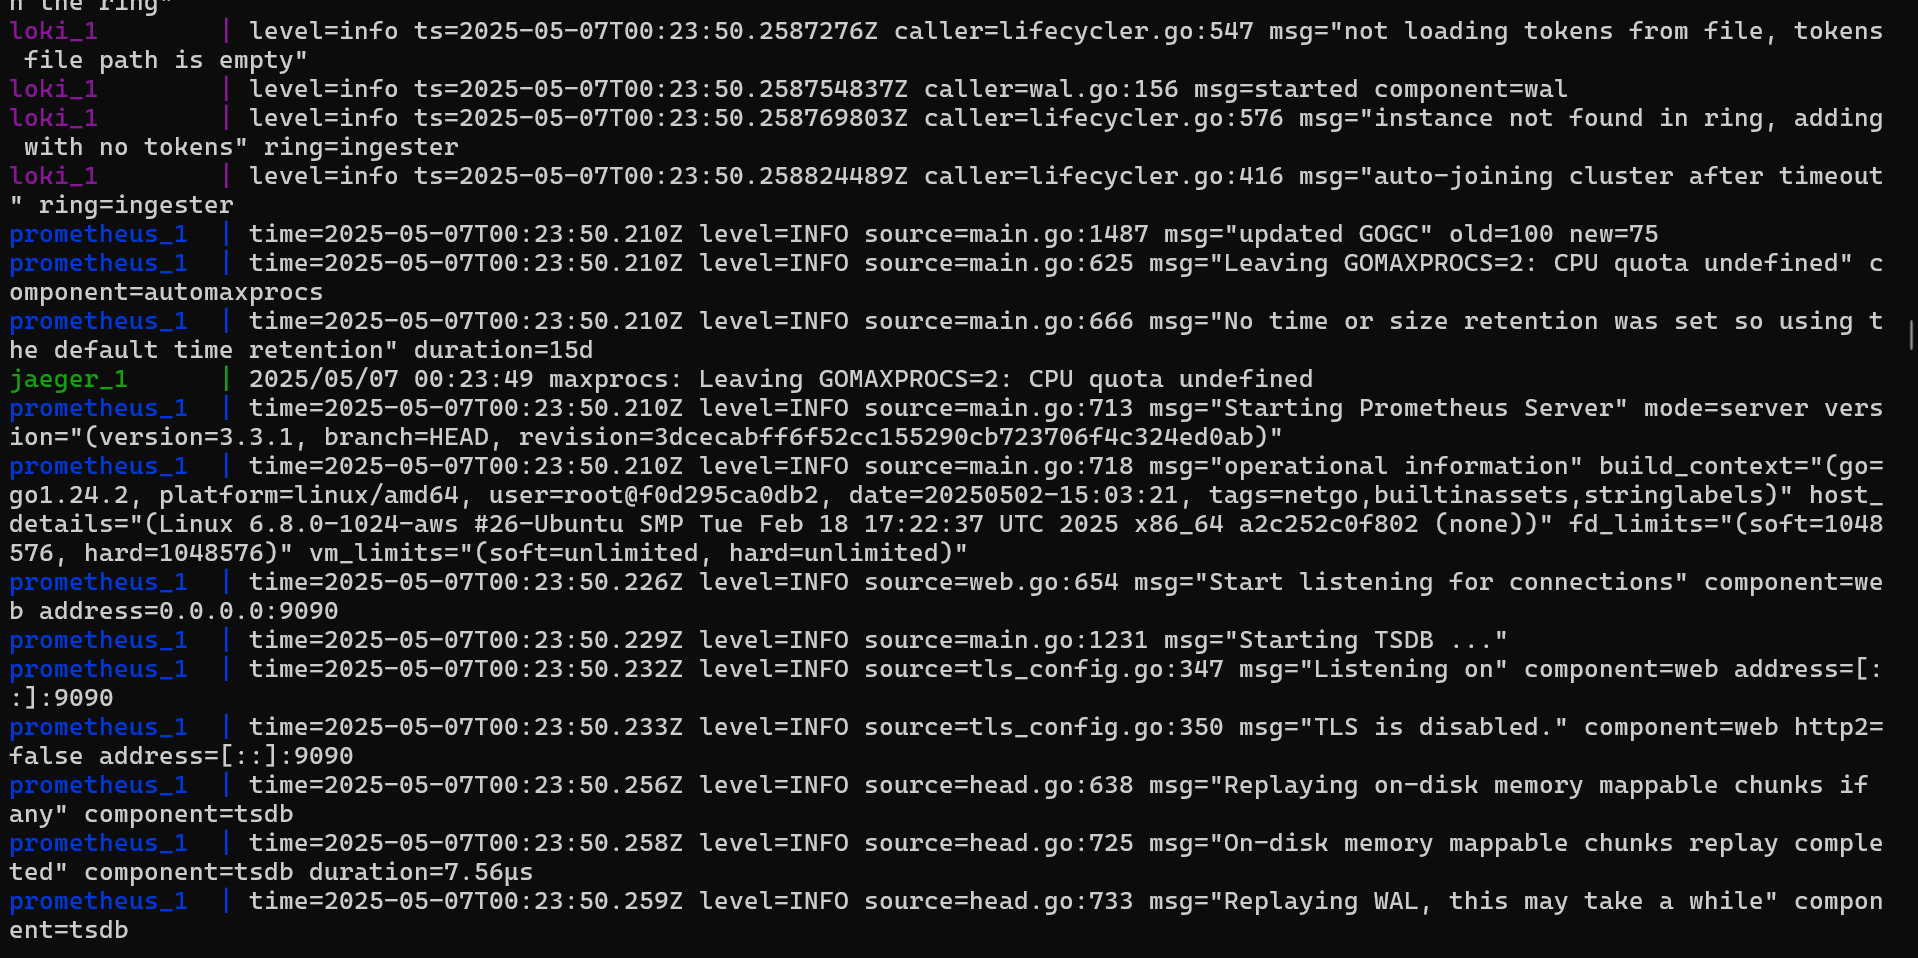 n the ring"
loki_1        | level=info ts=2025-05-07T00:23:50.2587276Z caller=lifecycler.go:547 msg="not loading tokens from file, tokens
 file path is empty"
loki_1        | level=info ts=2025-05-07T00:23:50.258754837Z caller=wal.go:156 msg=started component=wal
loki_1        | level=info ts=2025-05-07T00:23:50.258769803Z caller=lifecycler.go:576 msg="instance not found in ring, adding
 with no tokens" ring=ingester
loki_1        | level=info ts=2025-05-07T00:23:50.258824489Z caller=lifecycler.go:416 msg="auto-joining cluster after timeout
" ring=ingester
prometheus_1  | time=2025-05-07T00:23:50.210Z level=INFO source=main.go:1487 msg="updated GOGC" old=100 new=75
prometheus_1  | time=2025-05-07T00:23:50.210Z level=INFO source=main.go:625 msg="Leaving GOMAXPROCS=2: CPU quota undefined" c
omponent=automaxprocs
prometheus_1  | time=2025-05-07T00:23:50.210Z level=INFO source=main.go:666 msg="No time or size retention was set so using t
he default time retention" duration=15d
jaeger_1      | 2025/05/07 00:23:49 maxprocs: Leaving GOMAXPROCS=2: CPU quota undefined
prometheus_1  | time=2025-05-07T00:23:50.210Z level=INFO source=main.go:713 msg="Starting Prometheus Server" mode=server vers
ion="(version=3.3.1, branch=HEAD, revision=3dcecabff6f52cc155290cb723706f4c324ed0ab)"
prometheus_1  | time=2025-05-07T00:23:50.210Z level=INFO source=main.go:718 msg="operational information" build_context="(go=
go1.24.2, platform=linux/amd64, user=root@f0d295ca0db2, date=20250502-15:03:21, tags=netgo,builtinassets,stringlabels)" host_
details="(Linux 6.8.0-1024-aws #26-Ubuntu SMP Tue Feb 18 17:22:37 UTC 2025 x86_64 a2c252c0f802 (none))" fd_limits="(soft=1048
576, hard=1048576)" vm_limits="(soft=unlimited, hard=unlimited)"
prometheus_1  | time=2025-05-07T00:23:50.226Z level=INFO source=web.go:654 msg="Start listening for connections" component=we
b address=0.0.0.0:9090
prometheus_1  | time=2025-05-07T00:23:50.229Z level=INFO source=main.go:1231 msg="Starting TSDB ..."
prometheus_1  | time=2025-05-07T00:23:50.232Z level=INFO source=tls_config.go:347 msg="Listening on" component=web address=[:
:]:9090
prometheus_1  | time=2025-05-07T00:23:50.233Z level=INFO source=tls_config.go:350 msg="TLS is disabled." component=web http2=
false address=[::]:9090
prometheus_1  | time=2025-05-07T00:23:50.256Z level=INFO source=head.go:638 msg="Replaying on-disk memory mappable chunks if
any" component=tsdb
prometheus_1  | time=2025-05-07T00:23:50.258Z level=INFO source=head.go:725 msg="On-disk memory mappable chunks replay comple
ted" component=tsdb duration=7.56µs
prometheus_1  | time=2025-05-07T00:23:50.259Z level=INFO source=head.go:733 msg="Replaying WAL, this may take a while" compon
ent=tsdb